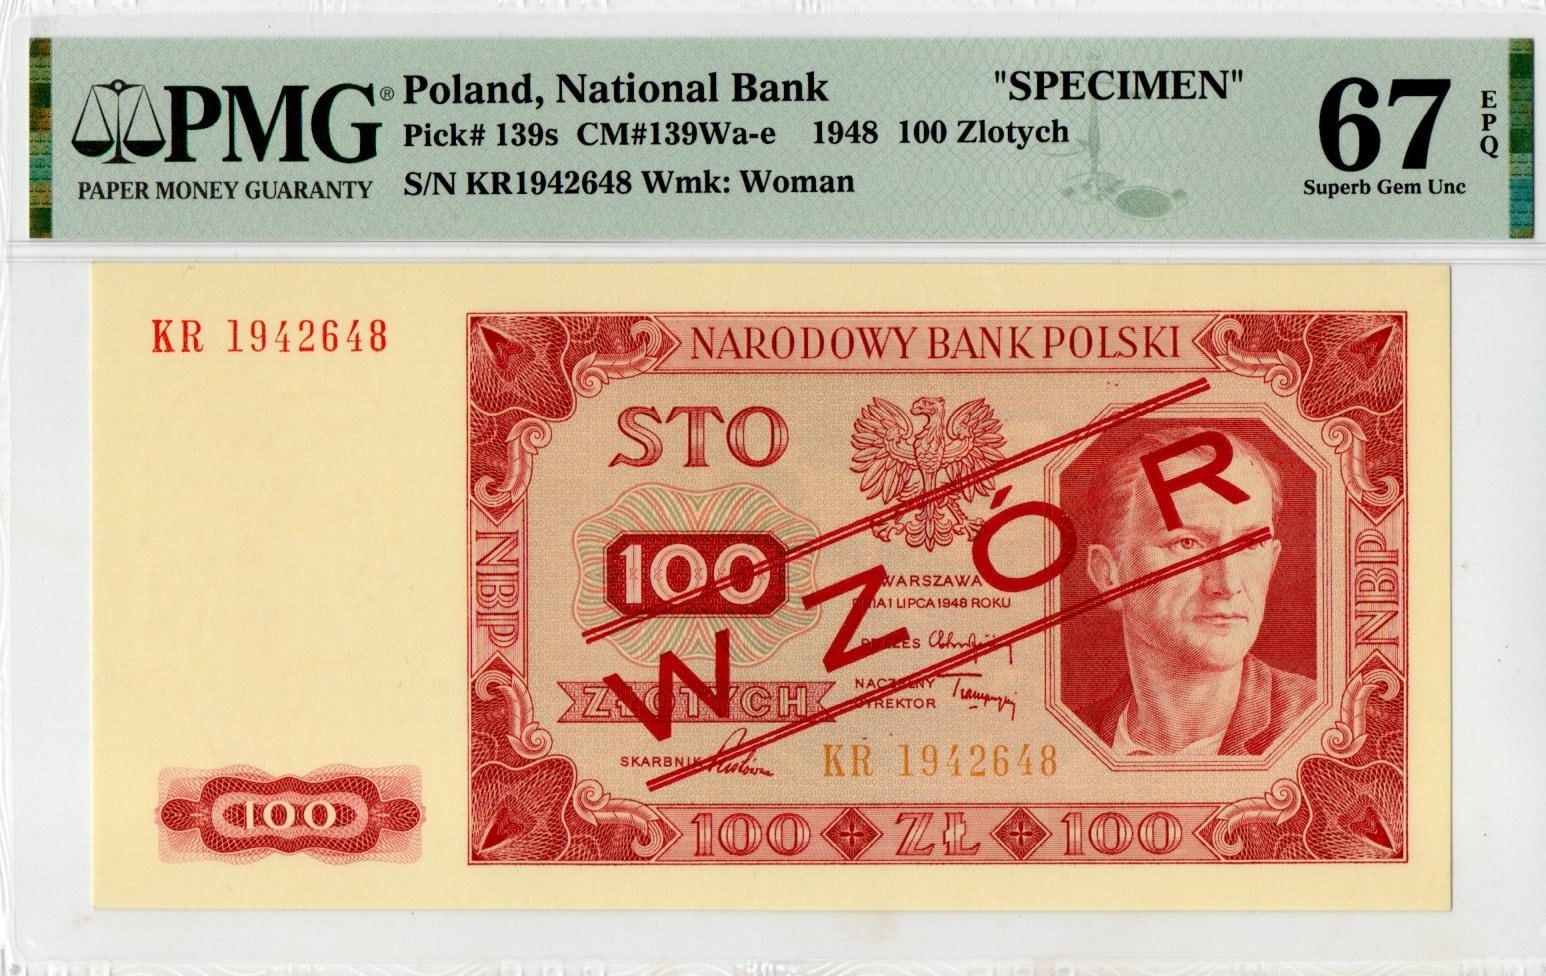 PMG® Poland, National Bank "SPECIMEN" 67 EPQ
Pick# 139s CM#139Wa-e 1948 100 Zlotych
PAPER MONEY GUARANTY S/N KR1942648 Wmk: Woman Superb Gem Unc
KR 1942648
NARODOWY BANK POLSKI
STO
100
NBP
NBP
WARSZAWA
DNIA 1 LIPCA 1948 ROKU
PREZES
ZŁOTYCH
NACZELNY
DYREKTOR
SKARBNIK
KR 1942648
WZÓR
100
100 ZŁ 100